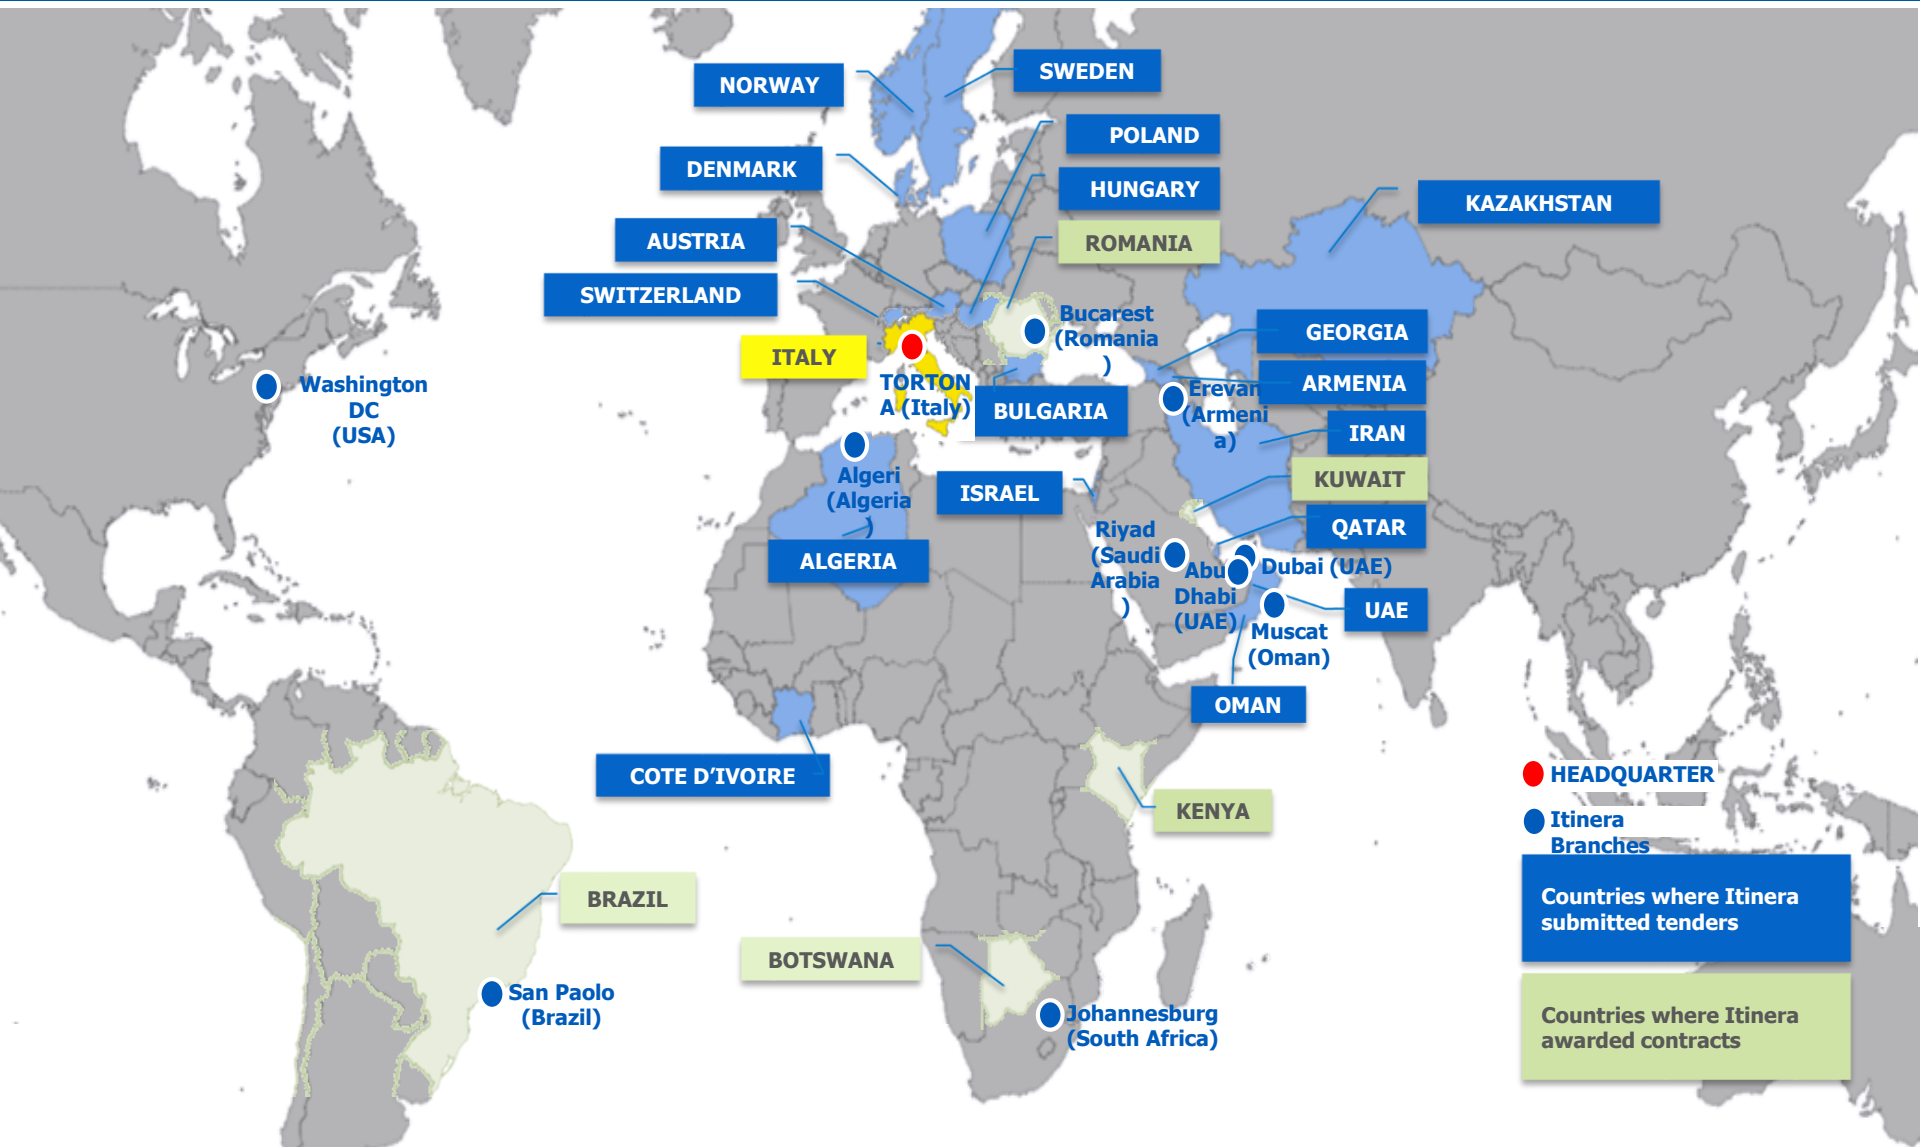 NORWAY
SWEDEN
POLAND
DENMARK
HUNGARY
KAZAKHSTAN
AUSTRIA
ROMANIA
SWITZERLAND
Bucarest
(Romania
)
GEORGIA
ITALY
TORTON
A (Italy)
Washington
DC
(USA)
BULGARIA
Erevan
(Armeni
a)
ARMENIA
IRAN
Algeri
(Algeria
)
ISRAEL
KUWAIT
QATAR
ALGERIA
Riyad
(Saudi
Arabia
)
Abu
Dhabi
(UAE)
Dubai (UAE)
UAE
Muscat
(Oman)
OMAN
COTE D’IVOIRE
KENYA
HEADQUARTER
Itinera
Branches
BRAZIL
Countries where Itinera
submitted tenders
BOTSWANA
San Paolo
(Brazil)
Johannesburg
(South Africa)
Countries where Itinera
awarded contracts